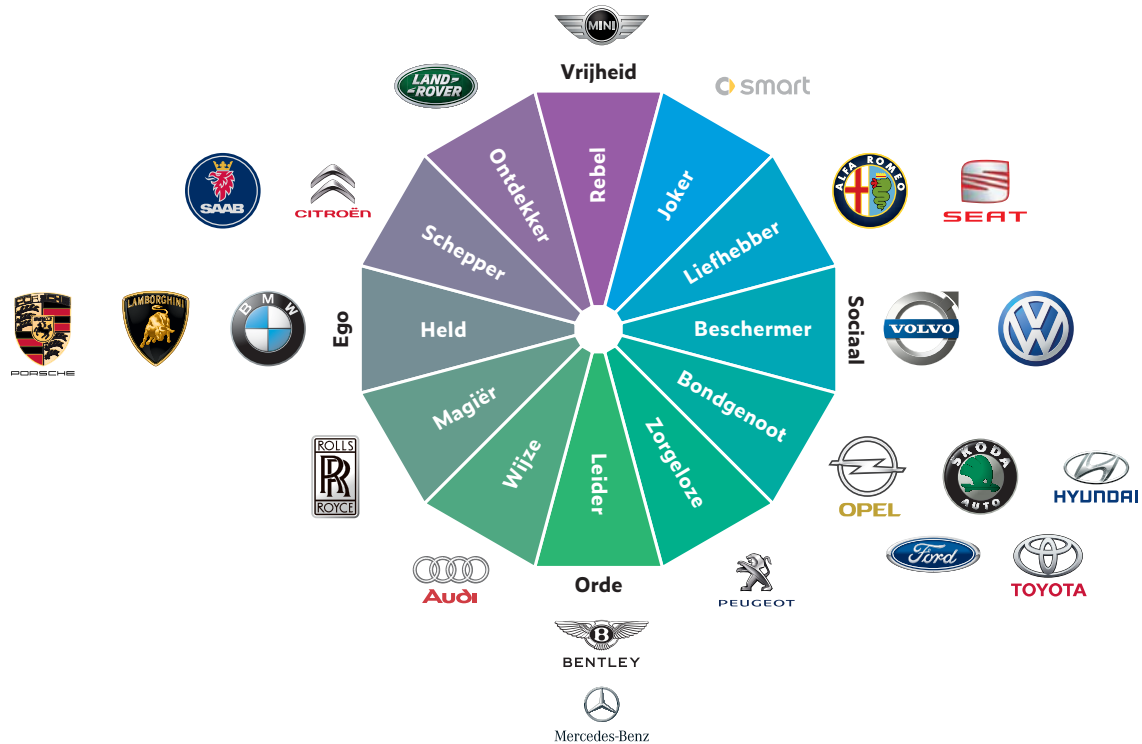 MINI
Vrijheid
LAND-
-ROVER
smart
SAAB
CITROËN
ALFA ROMEO
SEAT
Ontdekker
Rebel
Joker
Schepper
Liefhebber
PORSCHE
LAMBORGHINI
BMW
Ego
Held
Beschermer
Sociaal
VOLVO
Magiër
Bondgenoot
Wijze
Leider
Zorgeloze
ROLLS
RR
ROYCE
OPEL
ŠKODA
AUTO
HYUNDAI
Ford
TOYOTA
Audi
Orde
PEUGEOT
B
BENTLEY
Mercedes-Benz